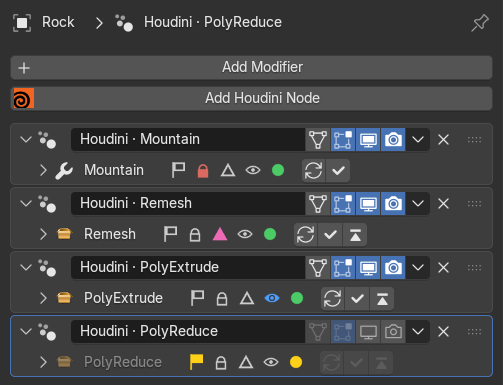 Rock > Houdini · PolyReduce
Add Modifier
Add Houdini Node
Houdini · Mountain
Mountain
Houdini · Remesh
Remesh
Houdini · PolyExtrude
PolyExtrude
Houdini · PolyReduce
PolyReduce